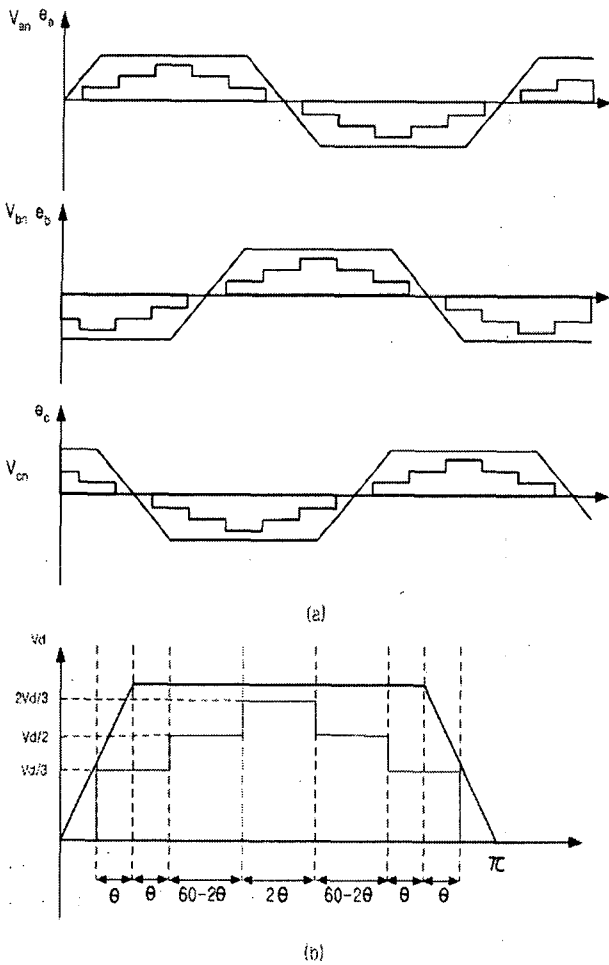 Van ea
Vbn eb
ec
Vcn
(a)
Vd
2Vd/3
Vd/2
Vd/3
π
θ θ 60-2θ 2θ 60-2θ θ θ
(b)